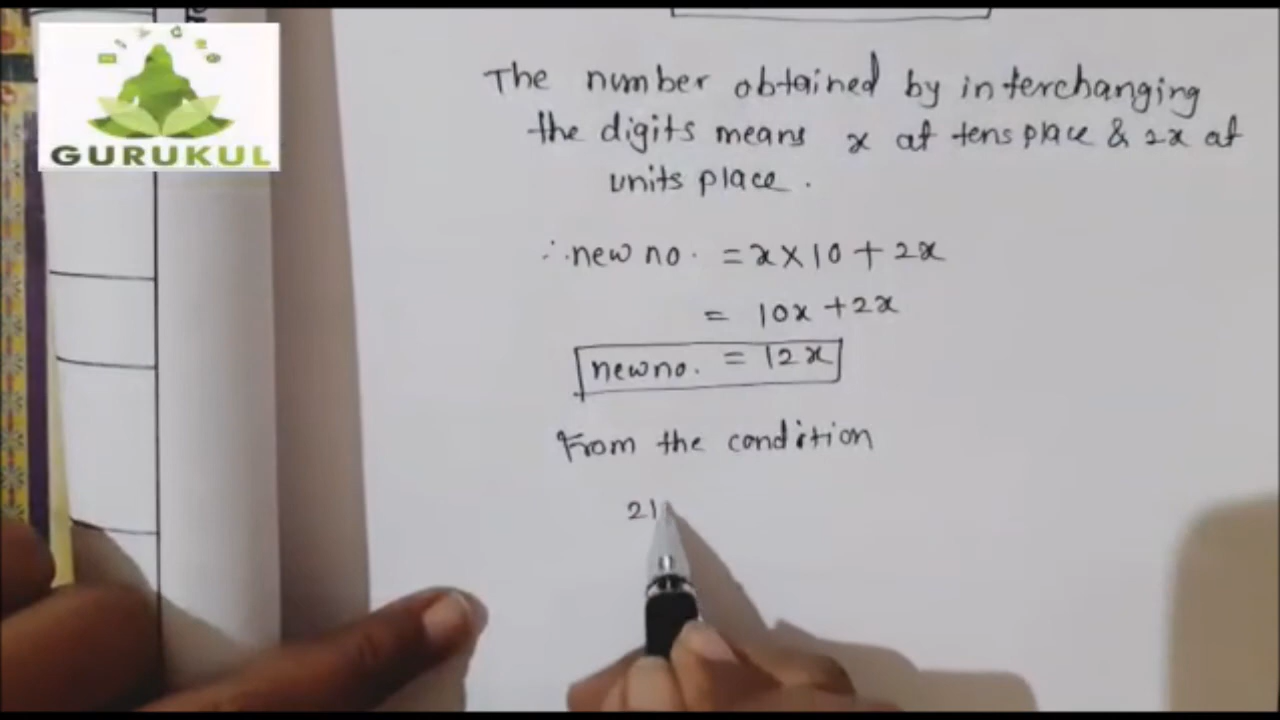 GURUKUL
The number obtained by interchanging
the digits means x at tens place & 2x at
units place.
∴ new no. = x × 10 + 2x
= 10x + 2x
new no. = 12x
From the condition
21